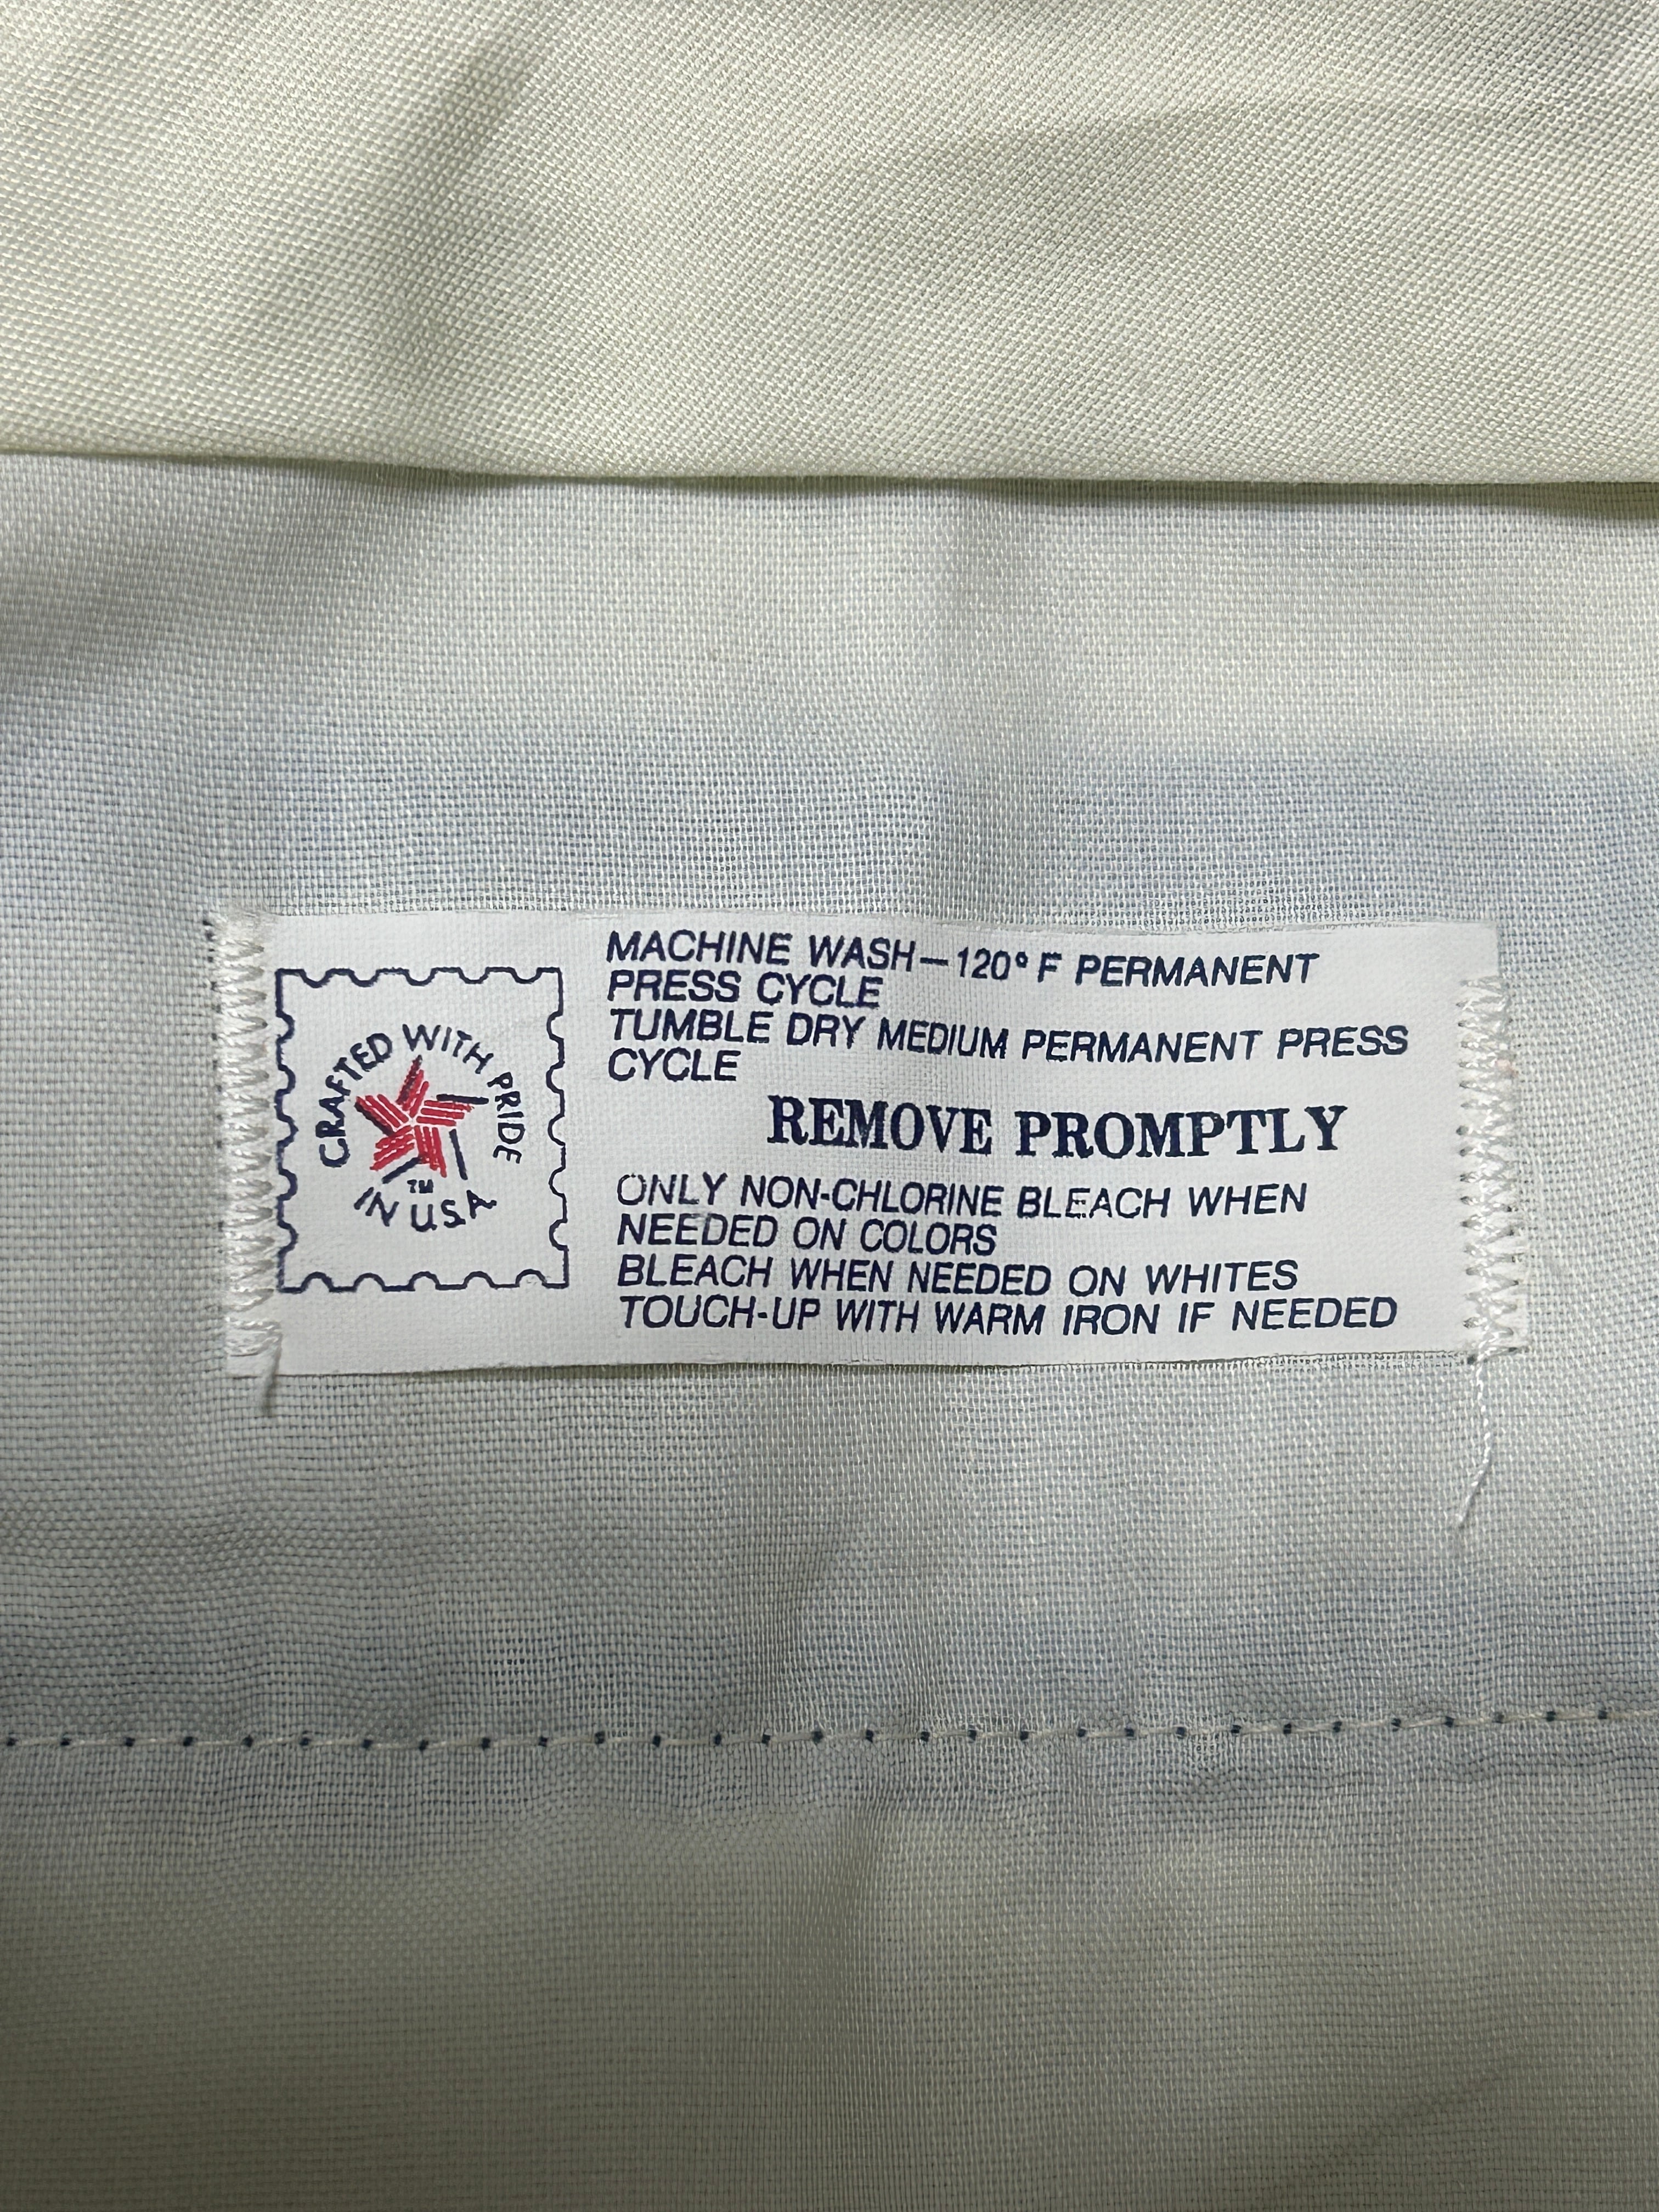 CRAFTED WITH PRIDE
IN USA
TM
MACHINE WASH—120° F PERMANENT
PRESS CYCLE
TUMBLE DRY MEDIUM PERMANENT PRESS
CYCLE
REMOVE PROMPTLY
ONLY NON-CHLORINE BLEACH WHEN
NEEDED ON COLORS
BLEACH WHEN NEEDED ON WHITES
TOUCH-UP WITH WARM IRON IF NEEDED